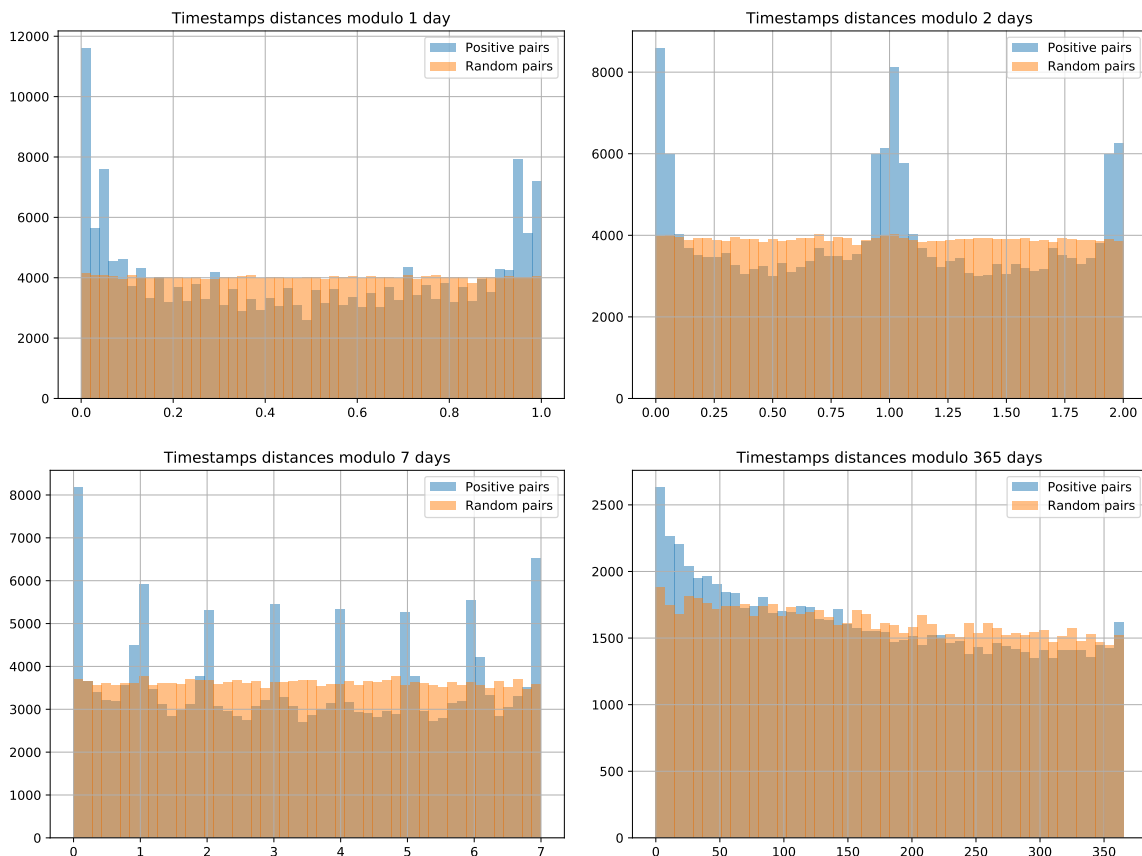 Timestamps distances modulo 1 day
12000
10000
8000
6000
4000
2000
0
0.0 0.2 0.4 0.6 0.8 1.0
Positive pairs
Random pairs
Timestamps distances modulo 2 days
8000
6000
4000
2000
0
0.00 0.25 0.50 0.75 1.00 1.25 1.50 1.75 2.00
Positive pairs
Random pairs
Timestamps distances modulo 7 days
8000
7000
6000
5000
4000
3000
2000
1000
0
0 1 2 3 4 5 6 7
Positive pairs
Random pairs
Timestamps distances modulo 365 days
2500
2000
1500
1000
500
0
0 50 100 150 200 250 300 350
Positive pairs
Random pairs